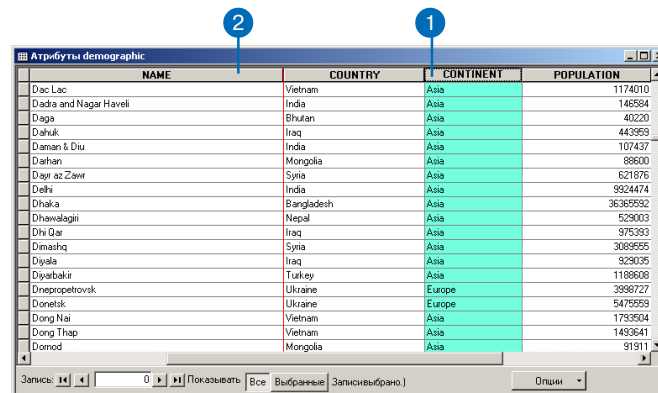 2 1
Атрибуты demographic
NAME COUNTRY CONTINENT POPULATION
Dac Lac Vietnam Asia 1174010
Dadra and Nagar Haveli India Asia 146584
Daga Bhutan Asia 40220
Dahuk Iraq Asia 443959
Daman & Diu India Asia 107437
Darhan Mongolia Asia 88600
Dayr az Zawr Syria Asia 621876
Delhi India Asia 9924474
Dhaka Bangladesh Asia 36365592
Dhawalagiri Nepal Asia 529003
Dhi Qar Iraq Asia 975393
Dimashq Syria Asia 3089555
Diyala Iraq Asia 929035
Diyarbakir Turkey Asia 1188608
Dnepropetrovsk Ukraine Europe 3998727
Donetsk Ukraine Europe 5475559
Dong Nai Vietnam Asia 1793504
Dong Thap Vietnam Asia 1493641
Dornod Mongolia Asia 91911
Запись: 0 Показывать Все Выбранные Записивыбрано.) Опции